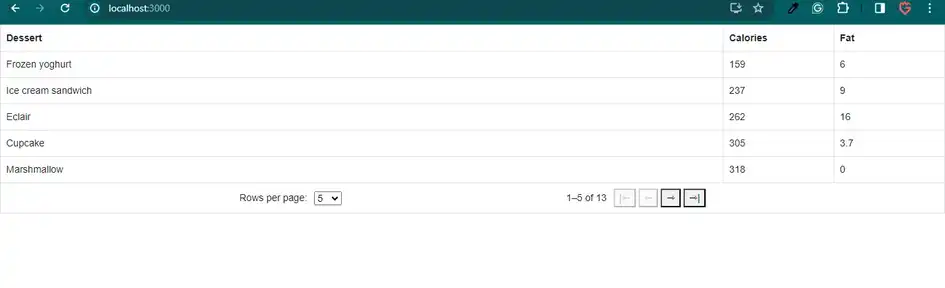 localhost:3000
Dessert Calories Fat
Frozen yoghurt 159 6
Ice cream sandwich 237 9
Eclair 262 16
Cupcake 305 3.7
Marshmallow 318 0
Rows per page: 5 1–5 of 13